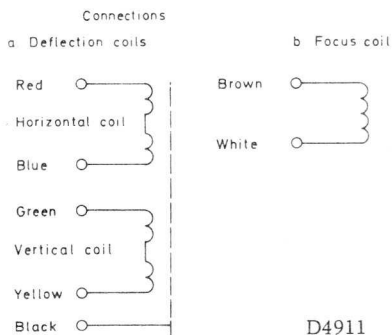 Connections
a Deflection coils
b Focus coil
Red
Horizontal coil
Blue
Green
Vertical coil
Yellow
Black
Brown
White
D4911